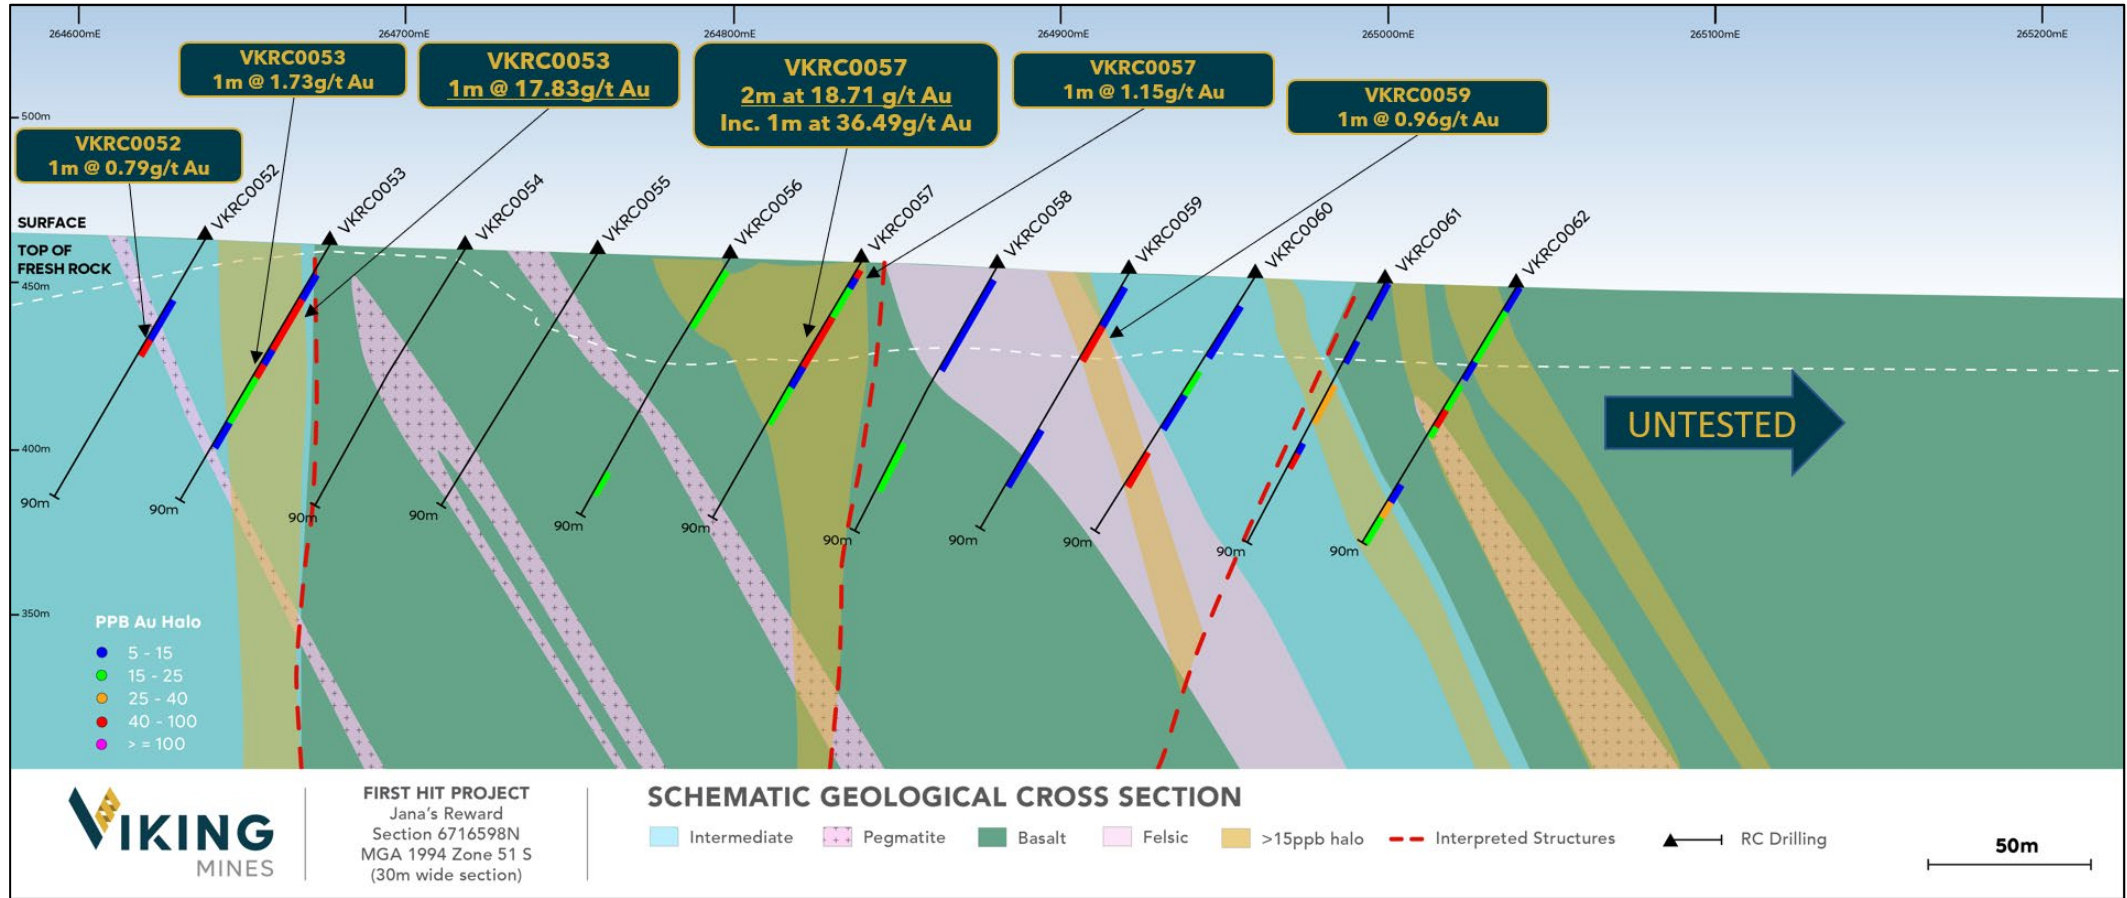 264600mE
264700mE
264800mE
264900mE
265000mE
265100mE
265200mE
VKRC0053
1m @ 1.73g/t Au
VKRC0053
1m @ 17.83g/t Au
VKRC0057
2m at 18.71 g/t Au
Inc. 1m at 36.49g/t Au
VKRC0057
1m @ 1.15g/t Au
VKRC0059
1m @ 0.96g/t Au
500m
VKRC0052
1m @ 0.79g/t Au
VKRC0052
VKRC0053
VKRC0054
VKRC0055
VKRC0056
VKRC0057
VKRC0058
VKRC0059
VKRC0060
VKRC0061
VKRC0062
SURFACE
TOP OF
FRESH ROCK
450m
UNTESTED
400m
90m
90m
90m
90m
90m
90m
90m
90m
90m
90m
90m
350m
PPB Au Halo
5 - 15
15 - 25
25 - 40
40 - 100
> = 100
VIKING
MINES
FIRST HIT PROJECT
Jana's Reward
Section 6716598N
MGA 1994 Zone 51 S
(30m wide section)
SCHEMATIC GEOLOGICAL CROSS SECTION
Intermediate
Pegmatite
Basalt
Felsic
>15ppb halo
Interpreted Structures
RC Drilling
50m